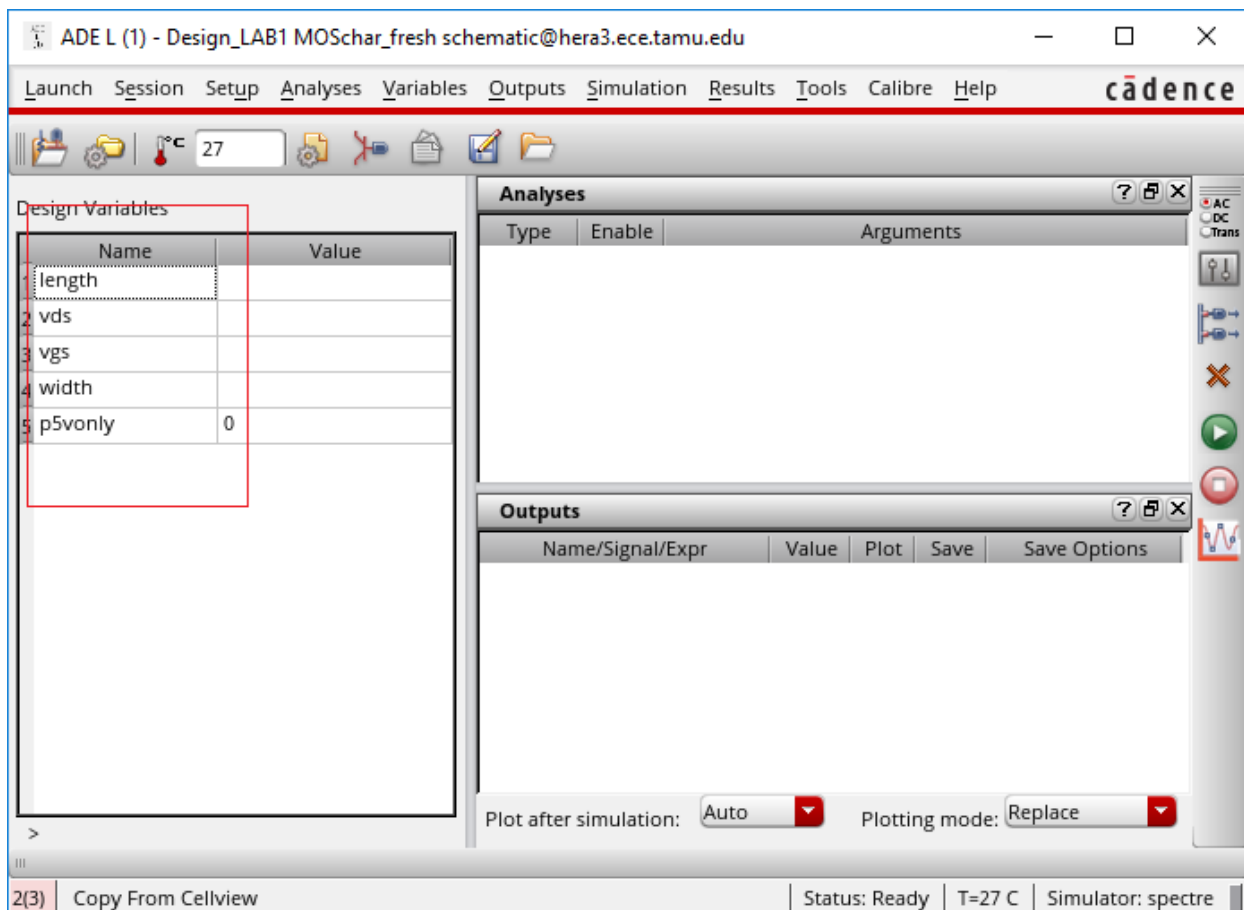 ADE L (1) - Design_LAB1 MOSchar_fresh schematic@hera3.ece.tamu.edu
Launch Session Setup Analyses Variables Outputs Simulation Results Tools Calibre Help cādence
°C 27
Design Variables
Name Value
1 length
2 vds
3 vgs
4 width
5 p5vonly 0
>
Analyses
Type Enable Arguments
Outputs
Name/Signal/Expr Value Plot Save Save Options
Plot after simulation: Auto Plotting mode: Replace
AC
DC
Trans
2(3) Copy From Cellview Status: Ready T=27 C Simulator: spectre